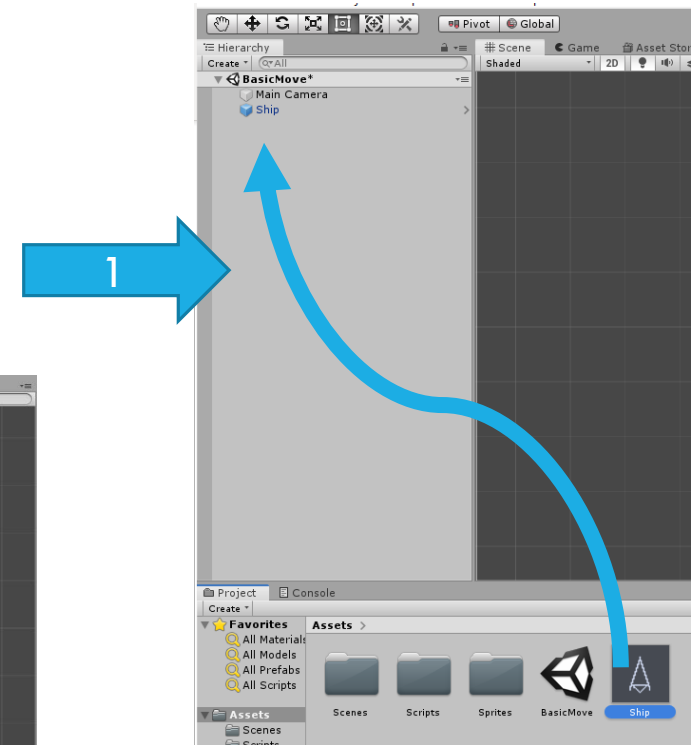 Pivot Global
Hierarchy
# Scene Game Asset Stor
Create All
Shaded 2D
BasicMove*
Main Camera
Ship
1
Project Console
Create
Favorites
Assets >
All Materials
All Models
All Prefabs
All Scripts
Scenes Scripts Sprites BasicMove Ship
Assets
Scenes
Scripts